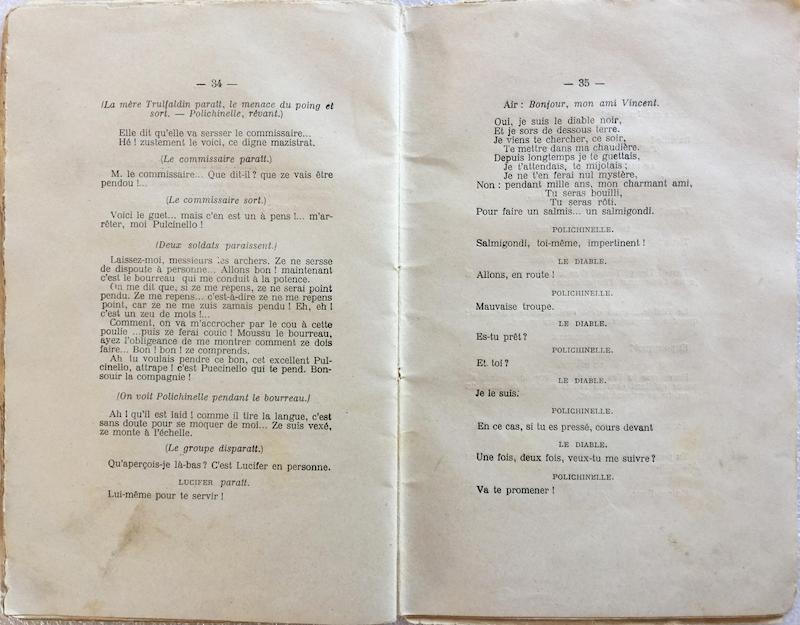 — 34 —
(La mère Trulfaldin paraît, le menace du poing et
sort. — Polichinelle, rêvant.)
Elle dit qu'elle va sersser le commissaire...
Hé ! zustement le voici, ce digne mazistrat.
(Le commissaire paraît.)
M. le commissaire... Que dit-il ? que ze vais être
pendou !...
(Le commissaire sort.)
Voici le guet... mais c'en est un à pens !... m'ar-
rêter, moi Pulcinello !
(Deux soldats paraissent.)
Laissez-moi, messieurs les archers. Ze ne sersse
de dispoute à personne... Allons bon ! maintenant
c'est le bourreau qui me conduit à la potence.
On me dit que, si ze me repens, ze ne serai point
pendu. Ze me repens... c'est-à-dire ze ne me repens
point, car ze ne me zuis zamais pendu ! Eh, eh !
c'est un zeu de mots !...
Comment, on va m'accrocher par le cou à cette
poulie ...puis ze ferai couic ! Moussu le bourreau,
ayez l'obligeance de me montrer comment ze dois
faire... Bon ! bon ! ze comprends.
Ah tu voulais pendre ce bon, cet excellent Pul-
cinello, attrape ! c'est Puecinello qui te pend. Bon-
souir la compagnie !
(On voit Polichinelle pendant le bourreau.)
Ah ! qu'il est laid ! comme il tire la langue, c'est
sans doute pour se moquer de moi... Ze suis vexé,
ze monte à l'échelle.
(Le groupe disparaît.)
Qu'aperçois-je là-bas ? C'est Lucifer en personne.
LUCIFER paraît.
Lui-même pour te servir !
— 35 —
Air : Bonjour, mon ami Vincent.
Oui, je suis le diable noir,
Et je sors de dessous terre.
Je viens te chercher, ce soir,
Te mettre dans ma chaudière.
Depuis longtemps je te guettais,
Je t'attendais, te mijotais ;
Je ne t'en ferai nul mystère,
Non : pendant mille ans, mon charmant ami,
Tu seras bouilli,
Tu seras rôti.
Pour faire un salmis... un salmigondi.
POLICHINELLE.
Salmigondi, toi-même, impertinent !
LE DIABLE.
Allons, en route !
POLICHINELLE.
Mauvaise troupe.
LE DIABLE.
Es-tu prêt ?
POLICHINELLE.
Et toi ?
LE DIABLE.
Je le suis.
POLICHINELLE.
En ce cas, si tu es pressé, cours devant
LE DIABLE.
Une fois, deux fois, veux-tu me suivre ?
POLICHINELLE.
Va te promener !